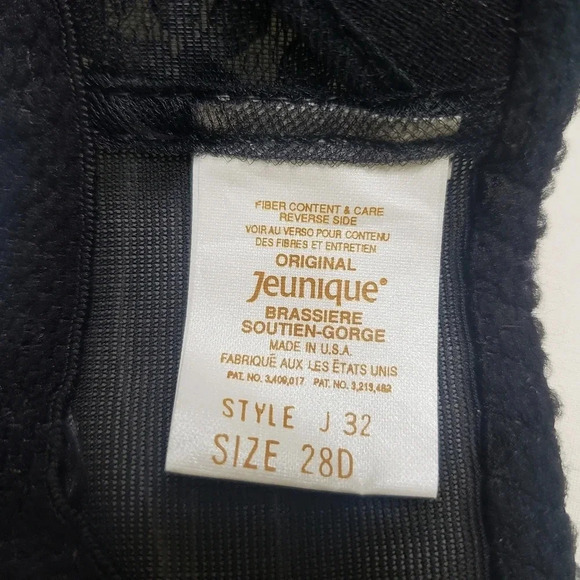 FIBER CONTENT & CARE
REVERSE SIDE
VOIR AU VERSO POUR CONTENU
DES FIBRES ET ENTRETIEN
ORIGINAL
Jeunique®
BRASSIERE
SOUTIEN-GORGE
MADE IN U.S.A.
FABRIQUÉ AUX LES ÉTATS UNIS
PAT. NO. 3,409,017 PAT. NO. 3,213,482
STYLE J 32
SIZE 28D